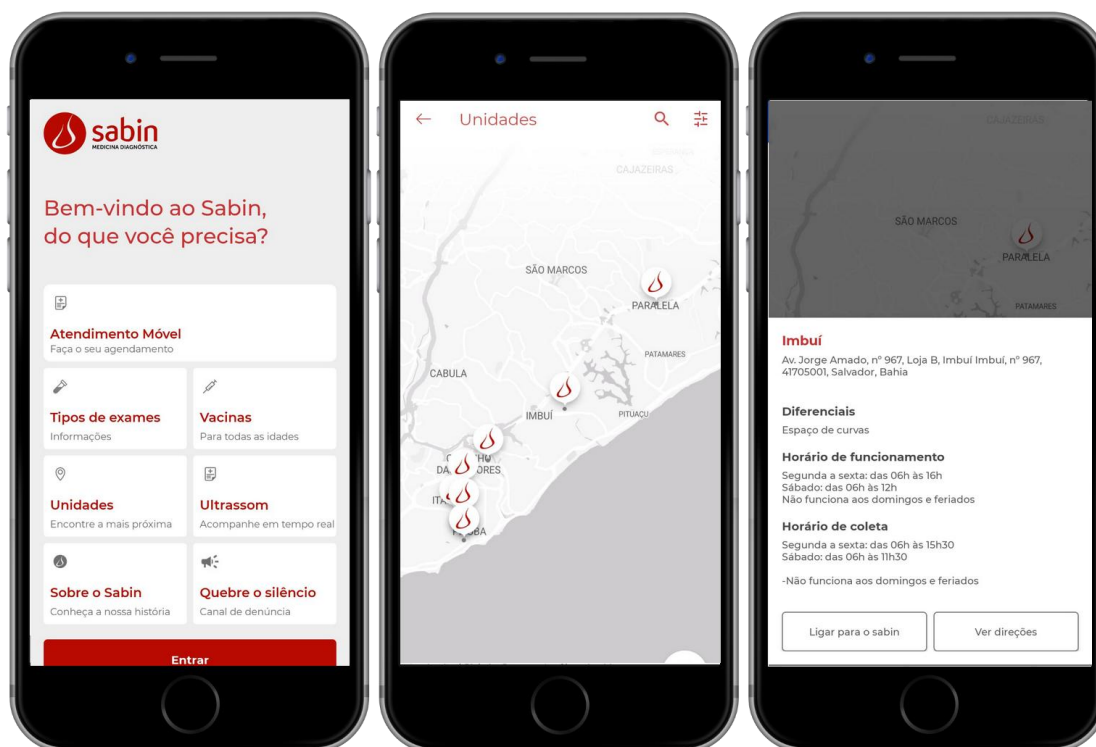 sabin
MEDICINA DIAGNÓSTICA
Bem-vindo ao Sabin,
do que você precisa?
Atendimento Móvel
Faça o seu agendamento
Tipos de exames
Informações
Vacinas
Para todas as idades
Unidades
Encontre a mais próxima
Ultrassom
Acompanhe em tempo real
Sobre o Sabin
Conheça a nossa história
Quebre o silêncio
Canal de denúncia
Entrar
Unidades
CAJAZEIRAS
SÃO MARCOS
PARALELA
PATAMARES
CABULA
IMBUÍ
PITUAÇU
CAJAZEIRAS
SÃO MARCOS
PARALELA
PATAMARES
Imbuí
Av. Jorge Amado, nº 967, Loja B, Imbuí Imbuí, nº 967,
41705001, Salvador, Bahia
Diferenciais
Espaço de curvas
Horário de funcionamento
Segunda a sexta: das 06h às 16h
Sábado: das 06h às 12h
Não funciona aos domingos e feriados
Horário de coleta
Segunda a sexta: das 06h às 15h30
Sábado: das 06h às 11h30
-Não funciona aos domingos e feriados
Ligar para o sabin
Ver direções